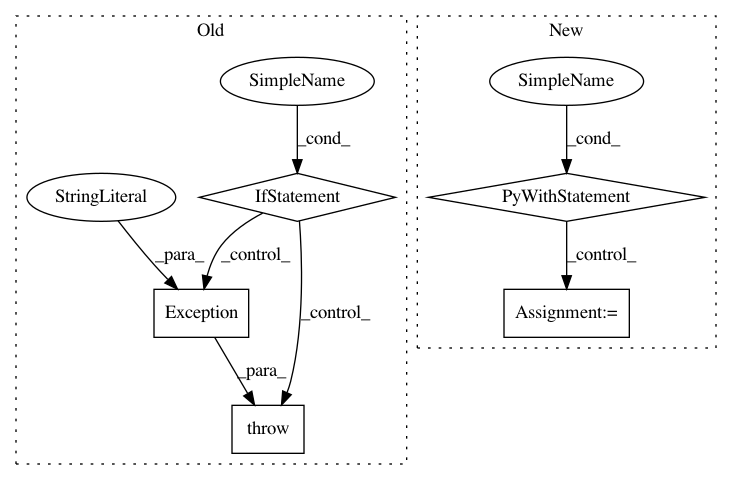 Old
New
SimpleName
SimpleName
_cond_
_cond_
StringLiteral
IfStatement
PyWithStatement
_para_
_control_
_control_
_control_
Exception
Assignment:=
_para_
throw